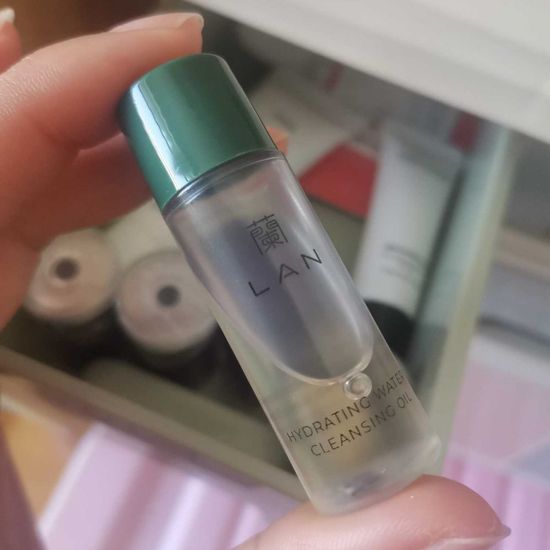 蘭
LAN
HYDRATING WATER
CLEANSING OIL